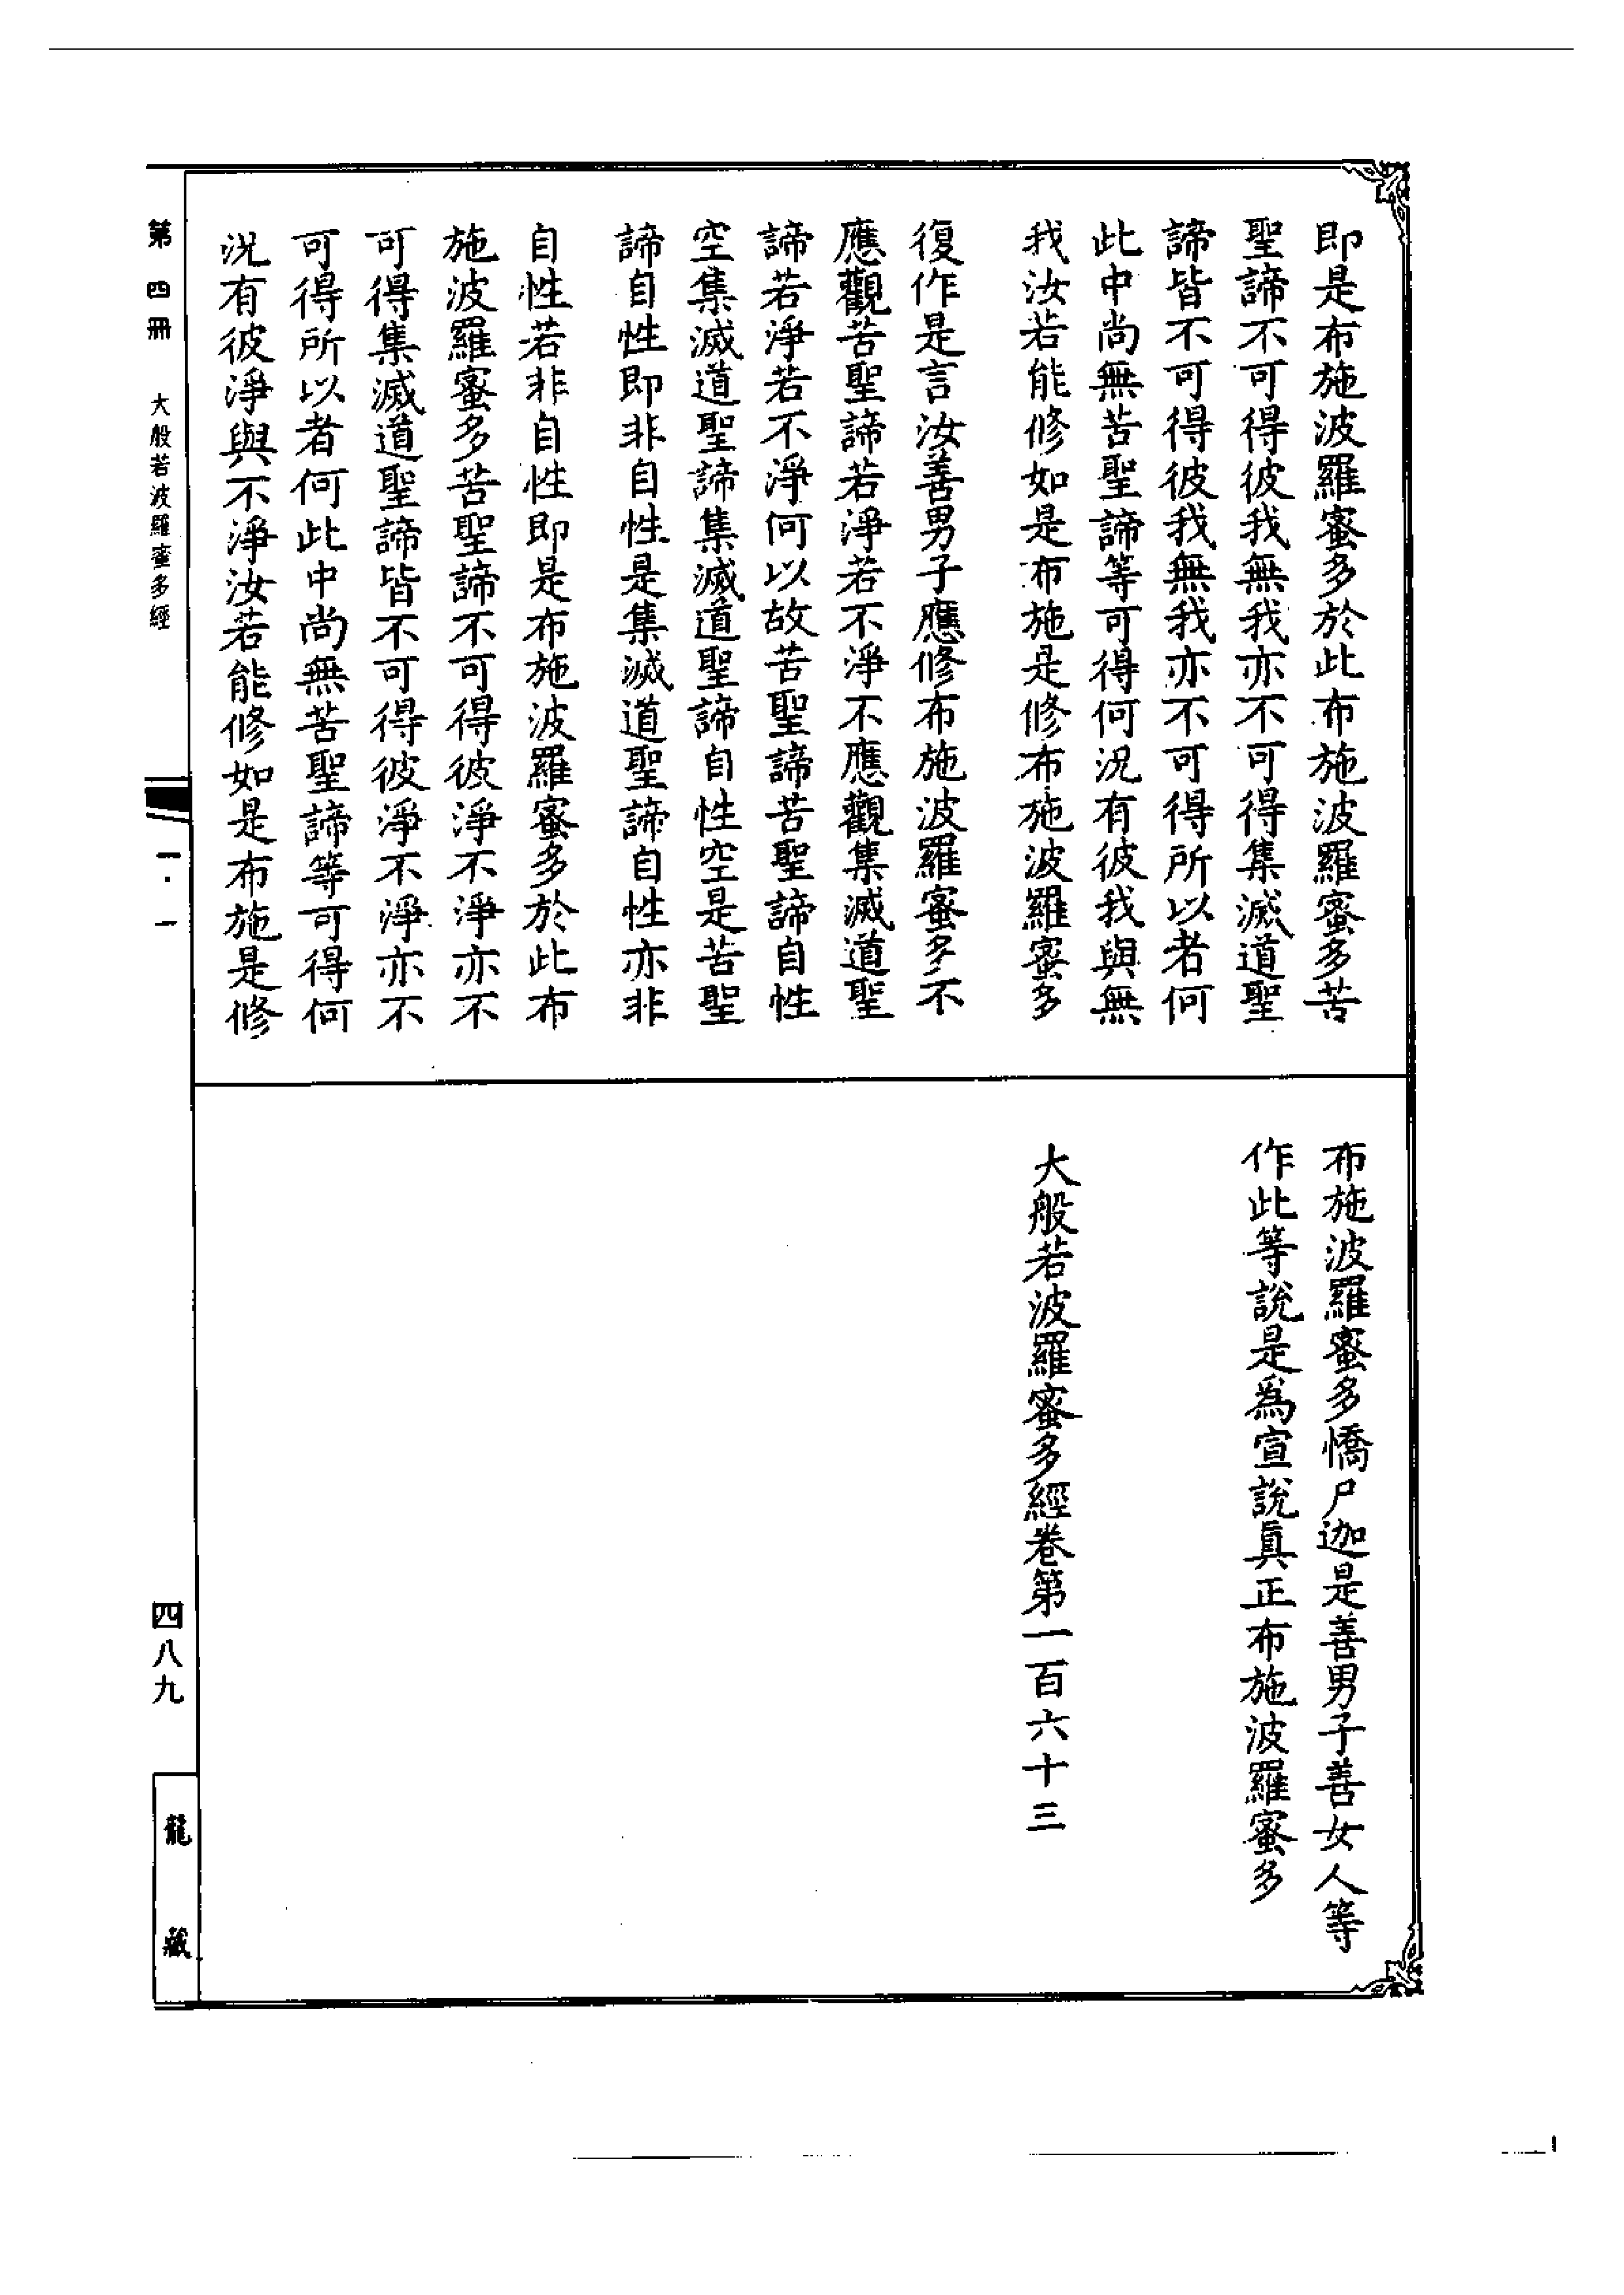 即是布施波羅蜜多於此布施波羅蜜多苦
聖諦不可得彼我無我亦不可得集滅道聖
諦皆不可得彼我無我亦不可得所以者何
此中尚無苦聖諦等可得何況有彼我與無
我汝若能修如是布施是修布施波羅蜜多
復作是言汝善男子應修布施波羅蜜多不
應觀苦聖諦若淨若不淨不應觀集滅道聖
諦若淨若不淨何以故苦聖諦苦聖諦自性
空集滅道聖諦集滅道聖諦自性空是苦聖
諦自性即非自性是集滅道聖諦自性亦非
自性若非自性即是布施波羅蜜多於此布
施波羅蜜多苦聖諦不可得彼淨不淨亦不
可得集滅道聖諦皆不可得彼淨不淨亦不
可得所以者何此中尚無苦聖諦等可得何
況有彼淨與不淨汝若能修如是布施是修
布施波羅蜜多憍尸迦是善男子善女人等
作此等說是為宣說真正布施波羅蜜多
大般若波羅蜜多經卷第一百六十三
第四冊 大般若波羅蜜多經
一·一
四八九
龍藏